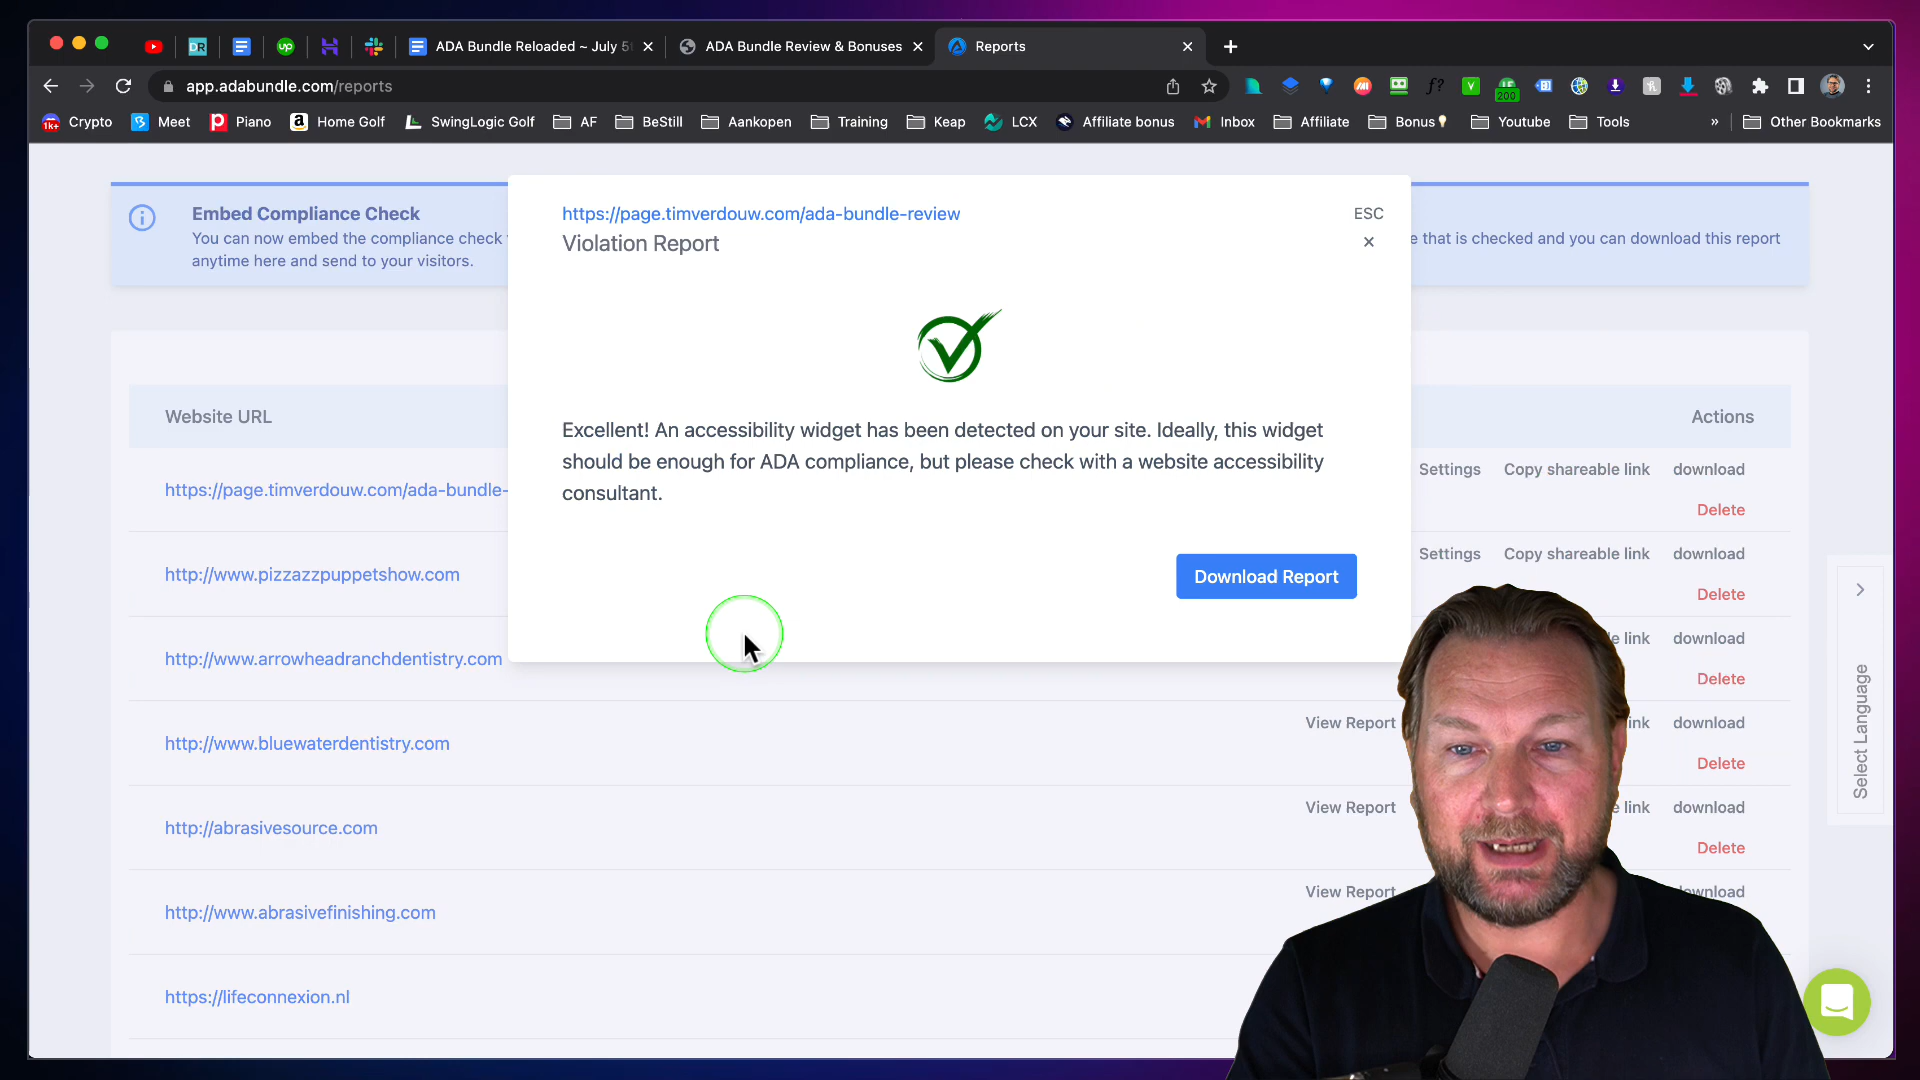 ADA Bundle Reloaded ~ July 5
ADA Bundle Review & Bonuses
Reports
app.adabundle.com/reports
200
1k+ Crypto
Meet
Piano
Home Golf
SwingLogic Golf
AF
BeStill
Aankopen
Training
Keap
LCX
Affiliate bonus
Inbox
Affiliate
Bonus
Youtube
Tools
»
Other Bookmarks
Embed Compliance Check
You can now embed the compliance check
e that is checked and you can download this report
anytime here and send to your visitors.
https://page.timverdouw.com/ada-bundle-review
ESC
Violation Report
Excellent! An accessibility widget has been detected on your site. Ideally, this widget
should be enough for ADA compliance, but please check with a website accessibility
consultant.
Download Report
Website URL
Actions
https://page.timverdouw.com/ada-bundle-
Settings Copy shareable link download
Delete
http://www.pizzazzpuppetshow.com
Settings Copy shareable link download
Delete
http://www.arrowheadranchdentistry.com
e link download
Delete
http://www.bluewaterdentistry.com
View Report
ink download
Delete
http://abrasivesource.com
View Report
e link download
Delete
http://www.abrasivefinishing.com
View Report
download
https://lifeconnexion.nl
Select Language